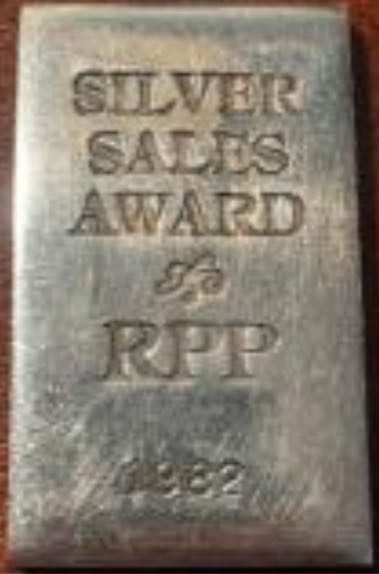 SILVER
SALES
AWARD
RPP
1982